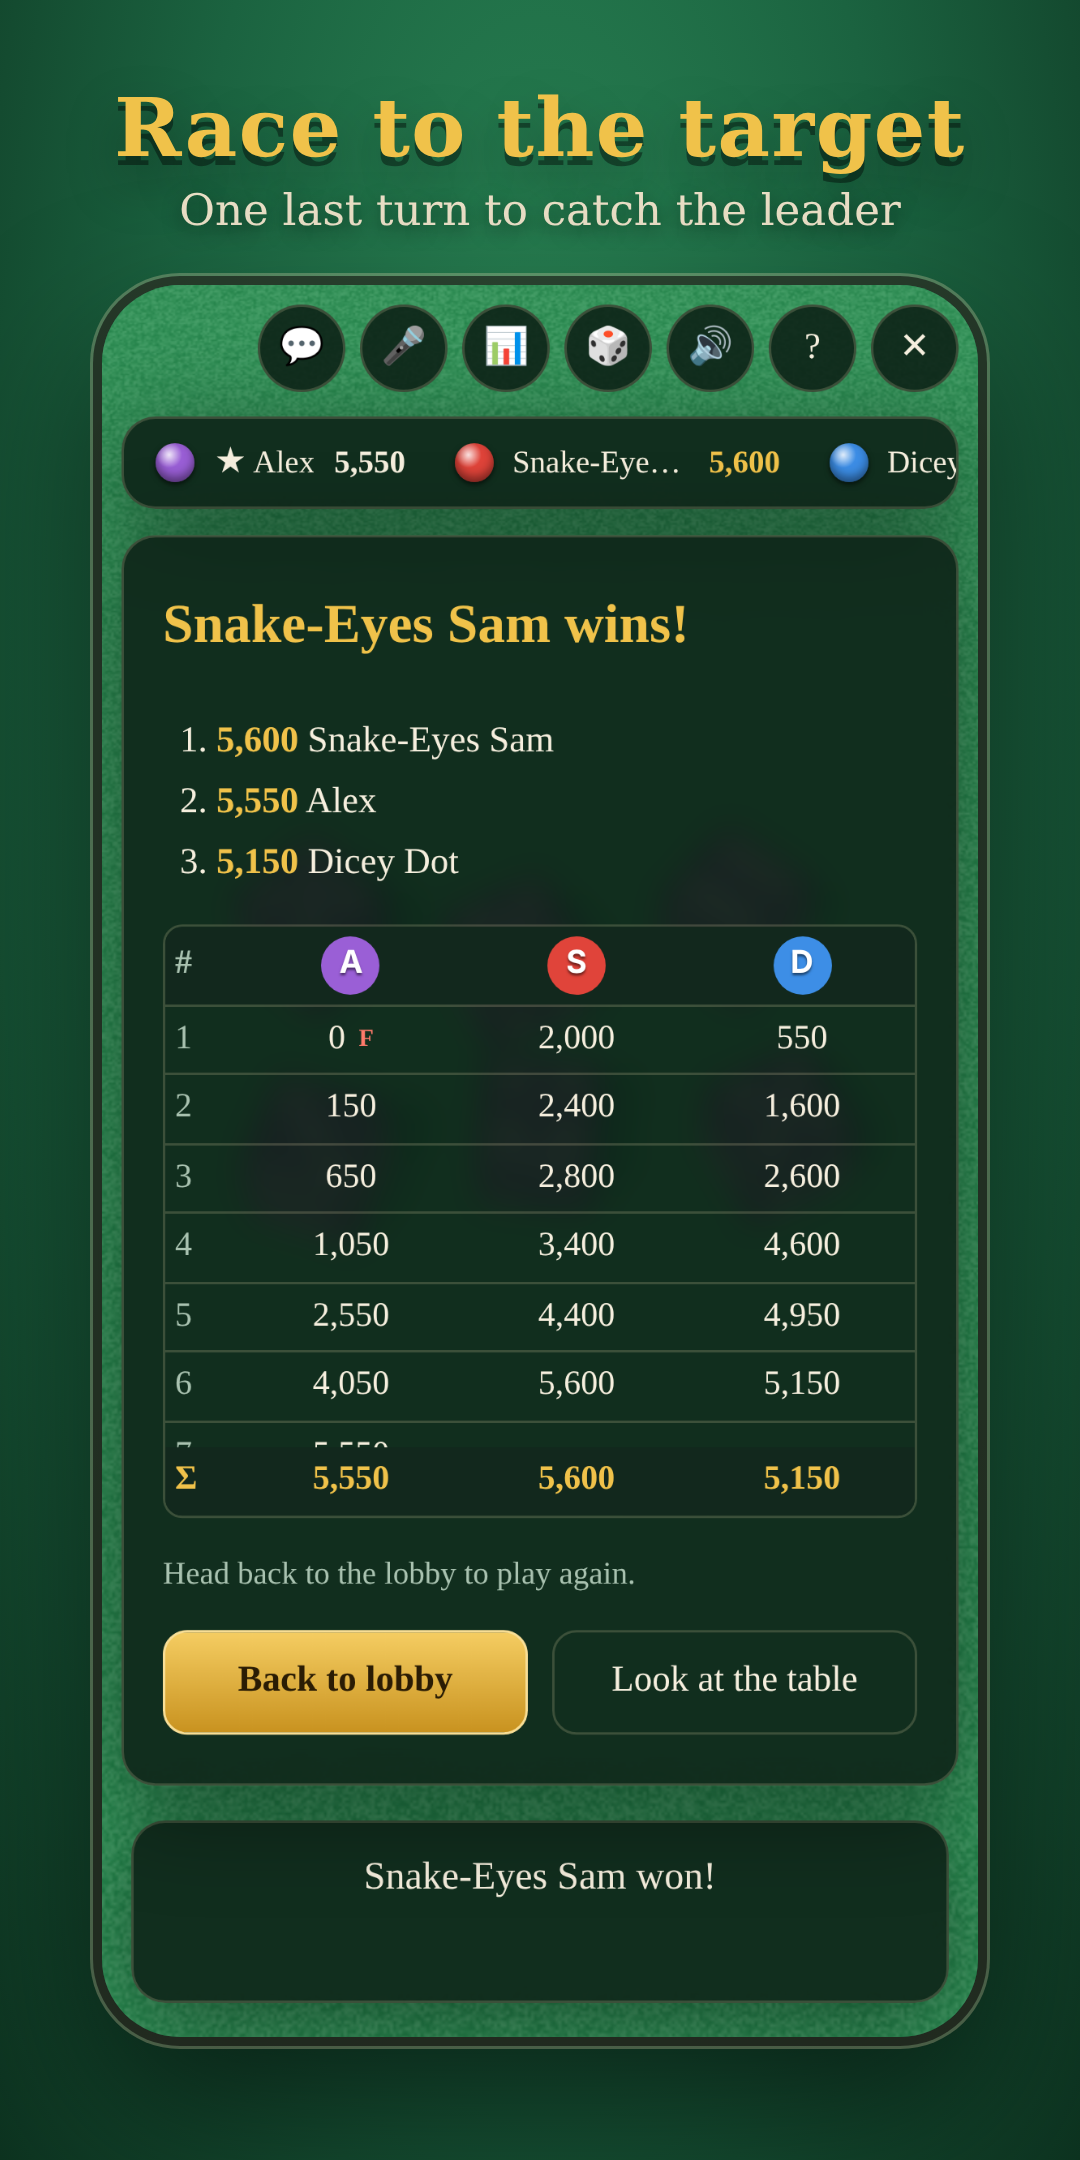 Race to the target
One last turn to catch the leader
?
✕
★ Alex 5,550 Snake-Eye… 5,600 Dicey
Snake-Eyes Sam wins!
1. 5,600 Snake-Eyes Sam
2. 5,550 Alex
3. 5,150 Dicey Dot
# A S D
1 0 F 2,000 550
2 150 2,400 1,600
3 650 2,800 2,600
4 1,050 3,400 4,600
5 2,550 4,400 4,950
6 4,050 5,600 5,150
Σ 5,550 5,600 5,150
Head back to the lobby to play again.
Back to lobby Look at the table
Snake-Eyes Sam won!